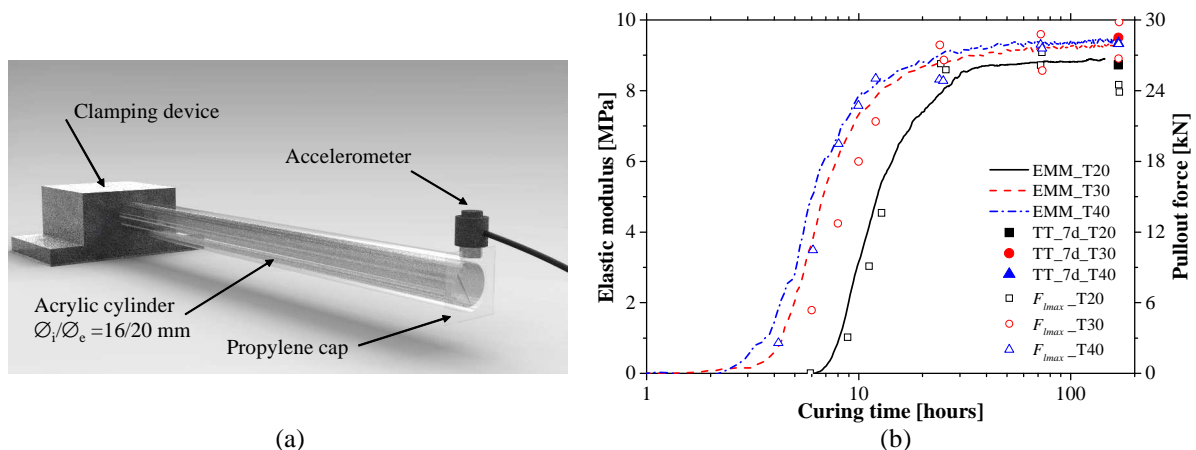 Clamping device
Accelerometer
Acrylic cylinder
∅i/∅e =16/20 mm
Propylene cap
(a)
10
8
6
4
2
0
Elastic modulus [MPa]
30
24
18
12
6
0
Pullout force [kN]
EMM_T20
EMM_T30
EMM_T40
TT_7d_T20
TT_7d_T30
TT_7d_T40
Flmax_T20
Flmax_T30
Flmax_T40
1
10
100
Curing time [hours]
(b)